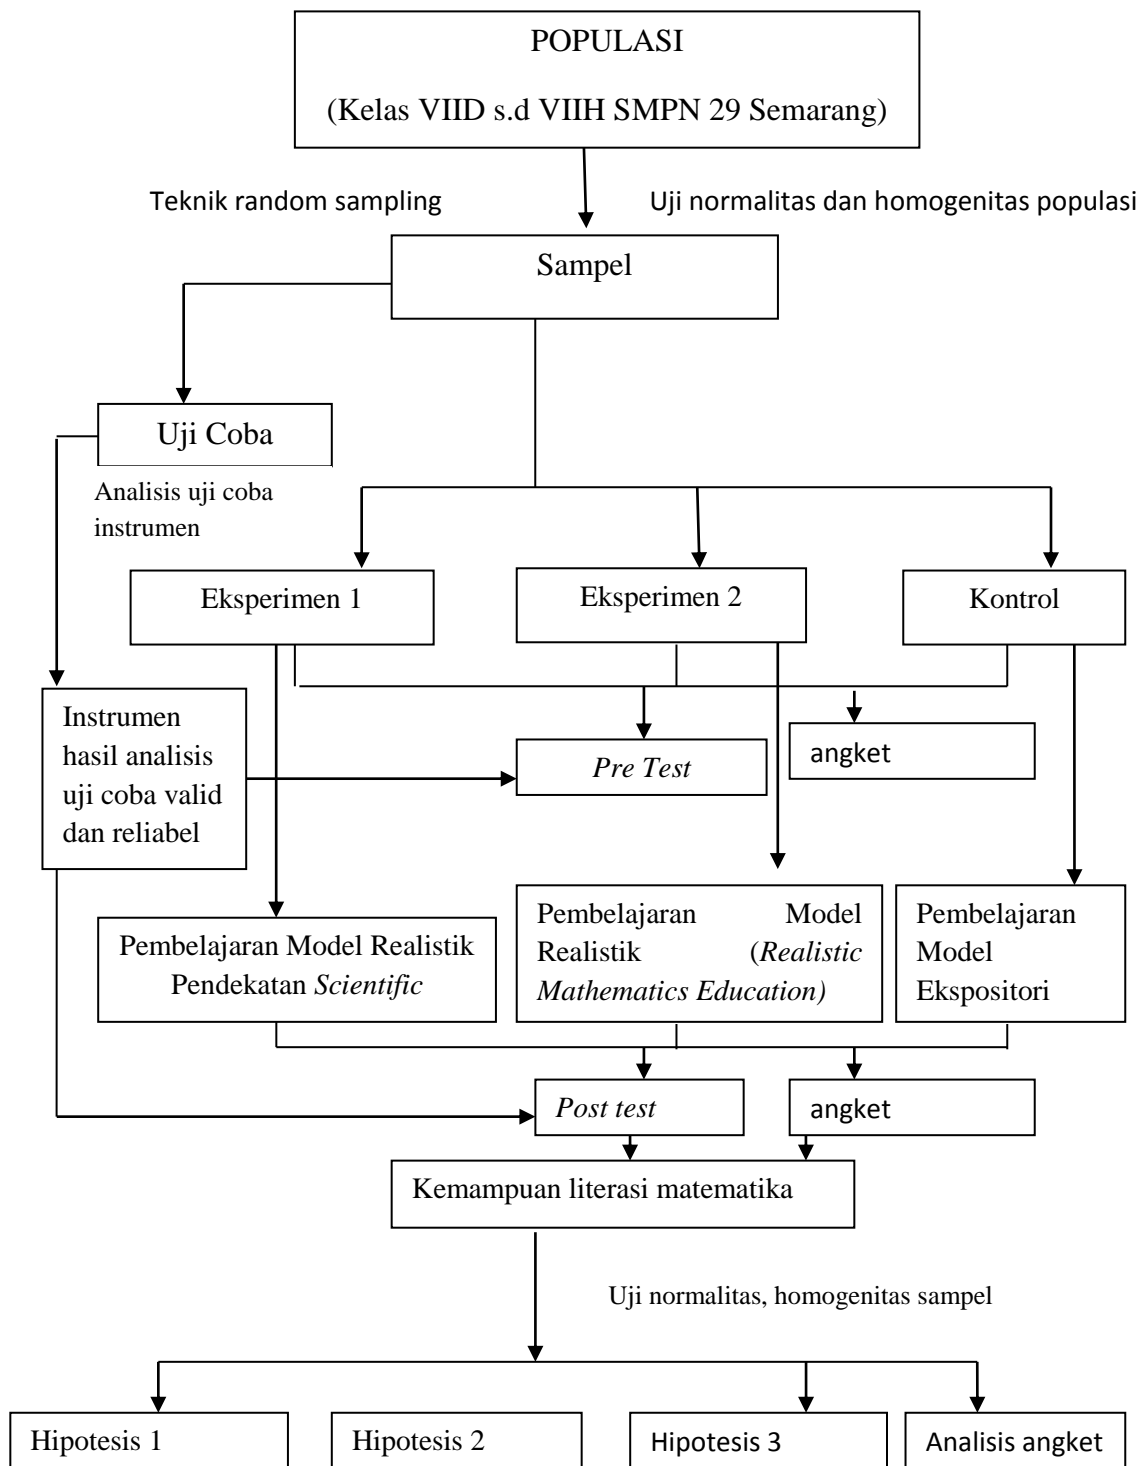 POPULASI
(Kelas VIID s.d VIIH SMPN 29 Semarang)
Teknik random sampling
Uji normalitas dan homogenitas populasi
Sampel
Uji Coba
Analisis uji coba
instrumen
Eksperimen 1
Eksperimen 2
Kontrol
Instrumen
hasil analisis
uji coba valid
dan reliabel
Pre Test
angket
Pembelajaran Model Realistik
Pendekatan Scientific
Pembelajaran Model
Realistik (Realistic
Mathematics Education)
Pembelajaran
Model
Ekspositori
Post test
angket
Kemampuan literasi matematika
Uji normalitas, homogenitas sampel
Hipotesis 1
Hipotesis 2
Hipotesis 3
Analisis angket